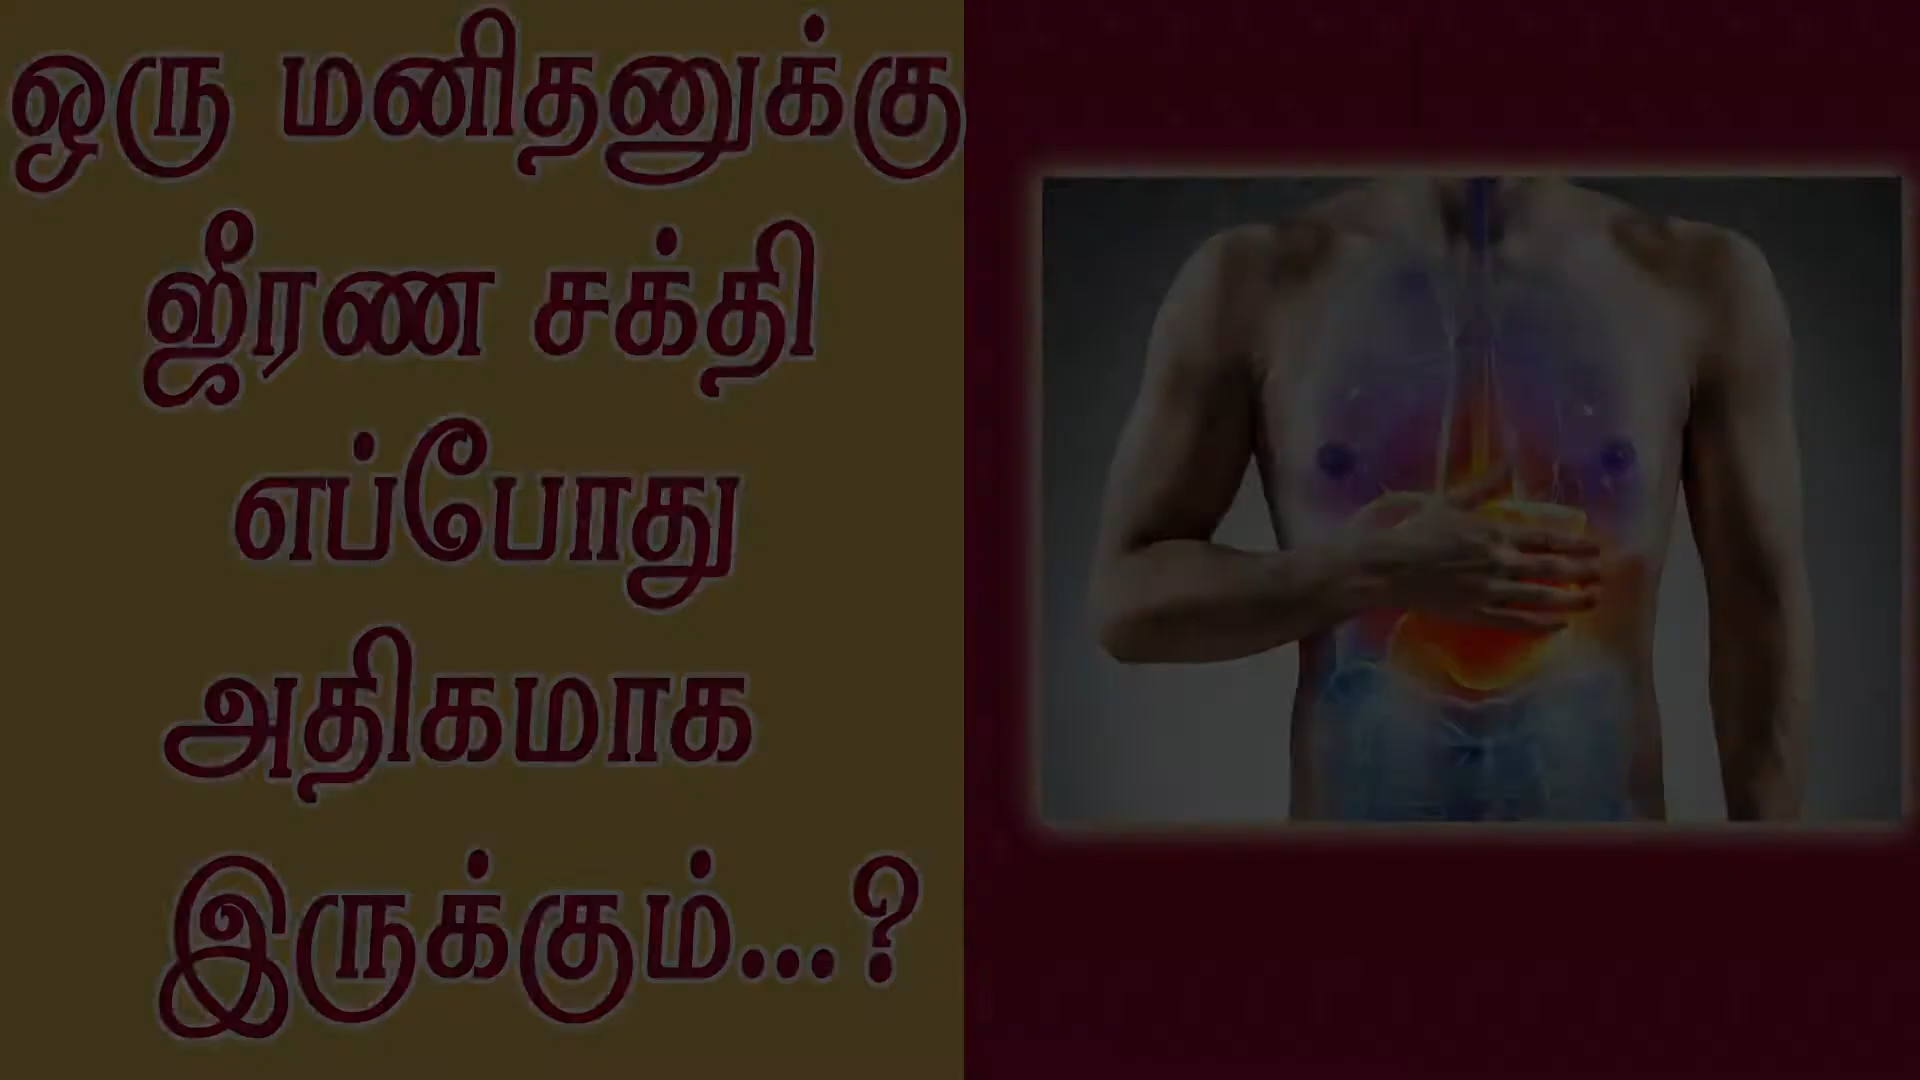 ஒரு மனிதனுக்கு
ஜீரண சக்தி
எப்போது
அதிகமாக
இருக்கும்...?